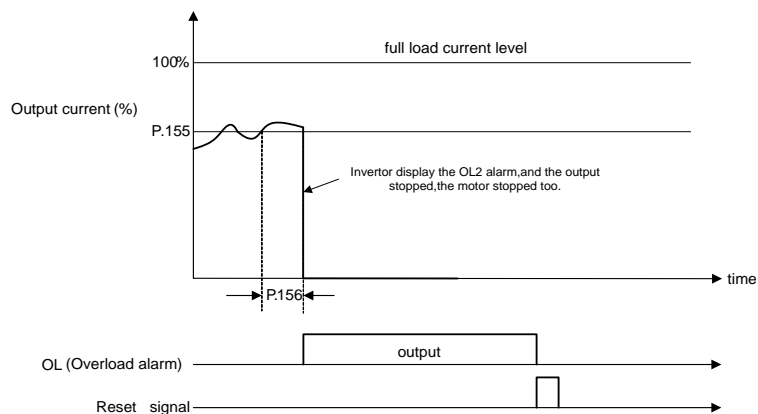 full load current level
100%
Output current (%)
P.155
Invertor display the OL2 alarm,and the output
stopped,the motor stopped too.
time
P.156
output
OL (Overload alarm)
Reset signal